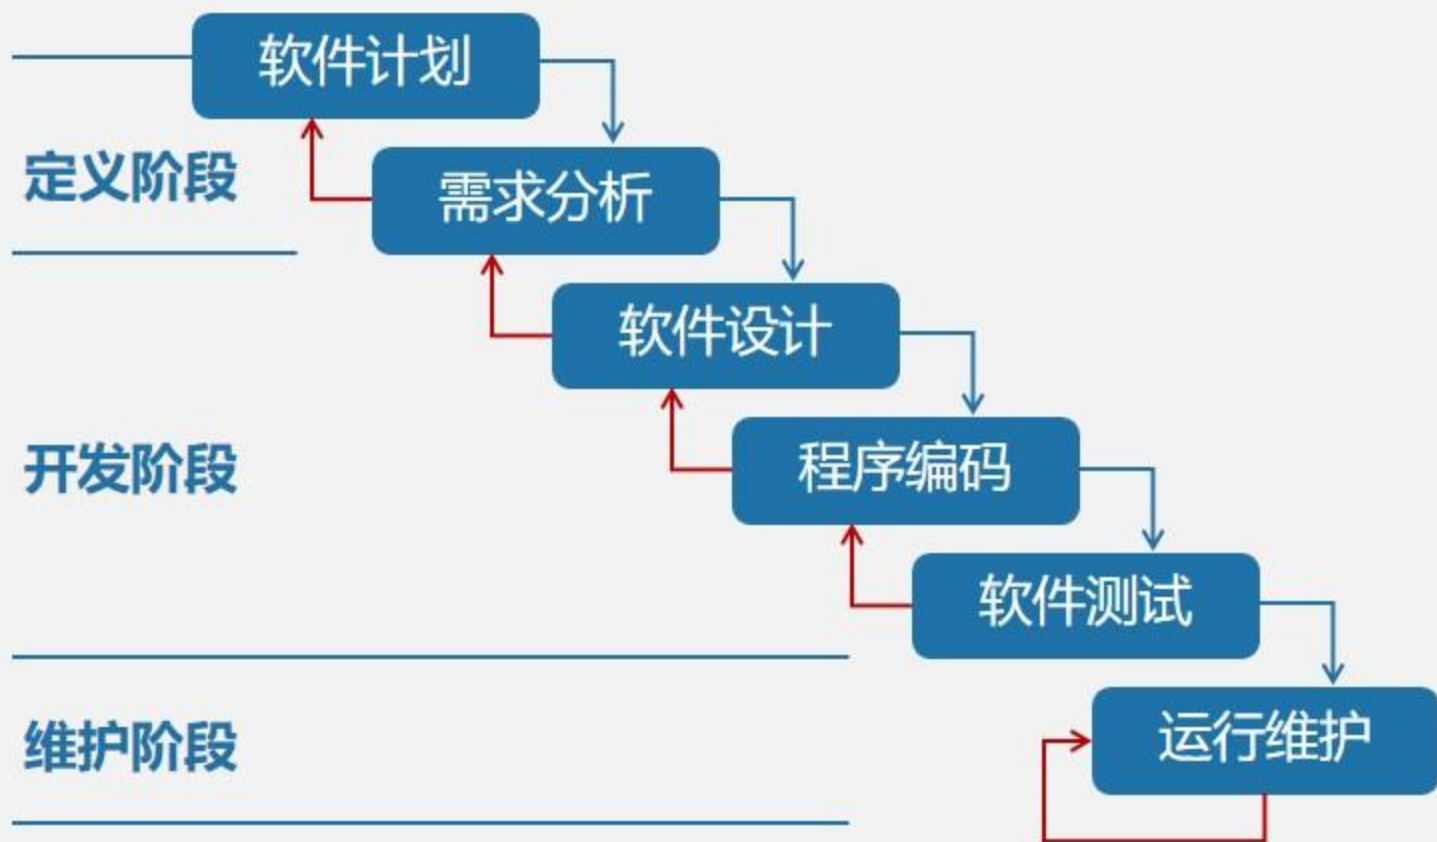 软件计划
定义阶段
需求分析
软件设计
开发阶段
程序编码
软件测试
维护阶段
运行维护